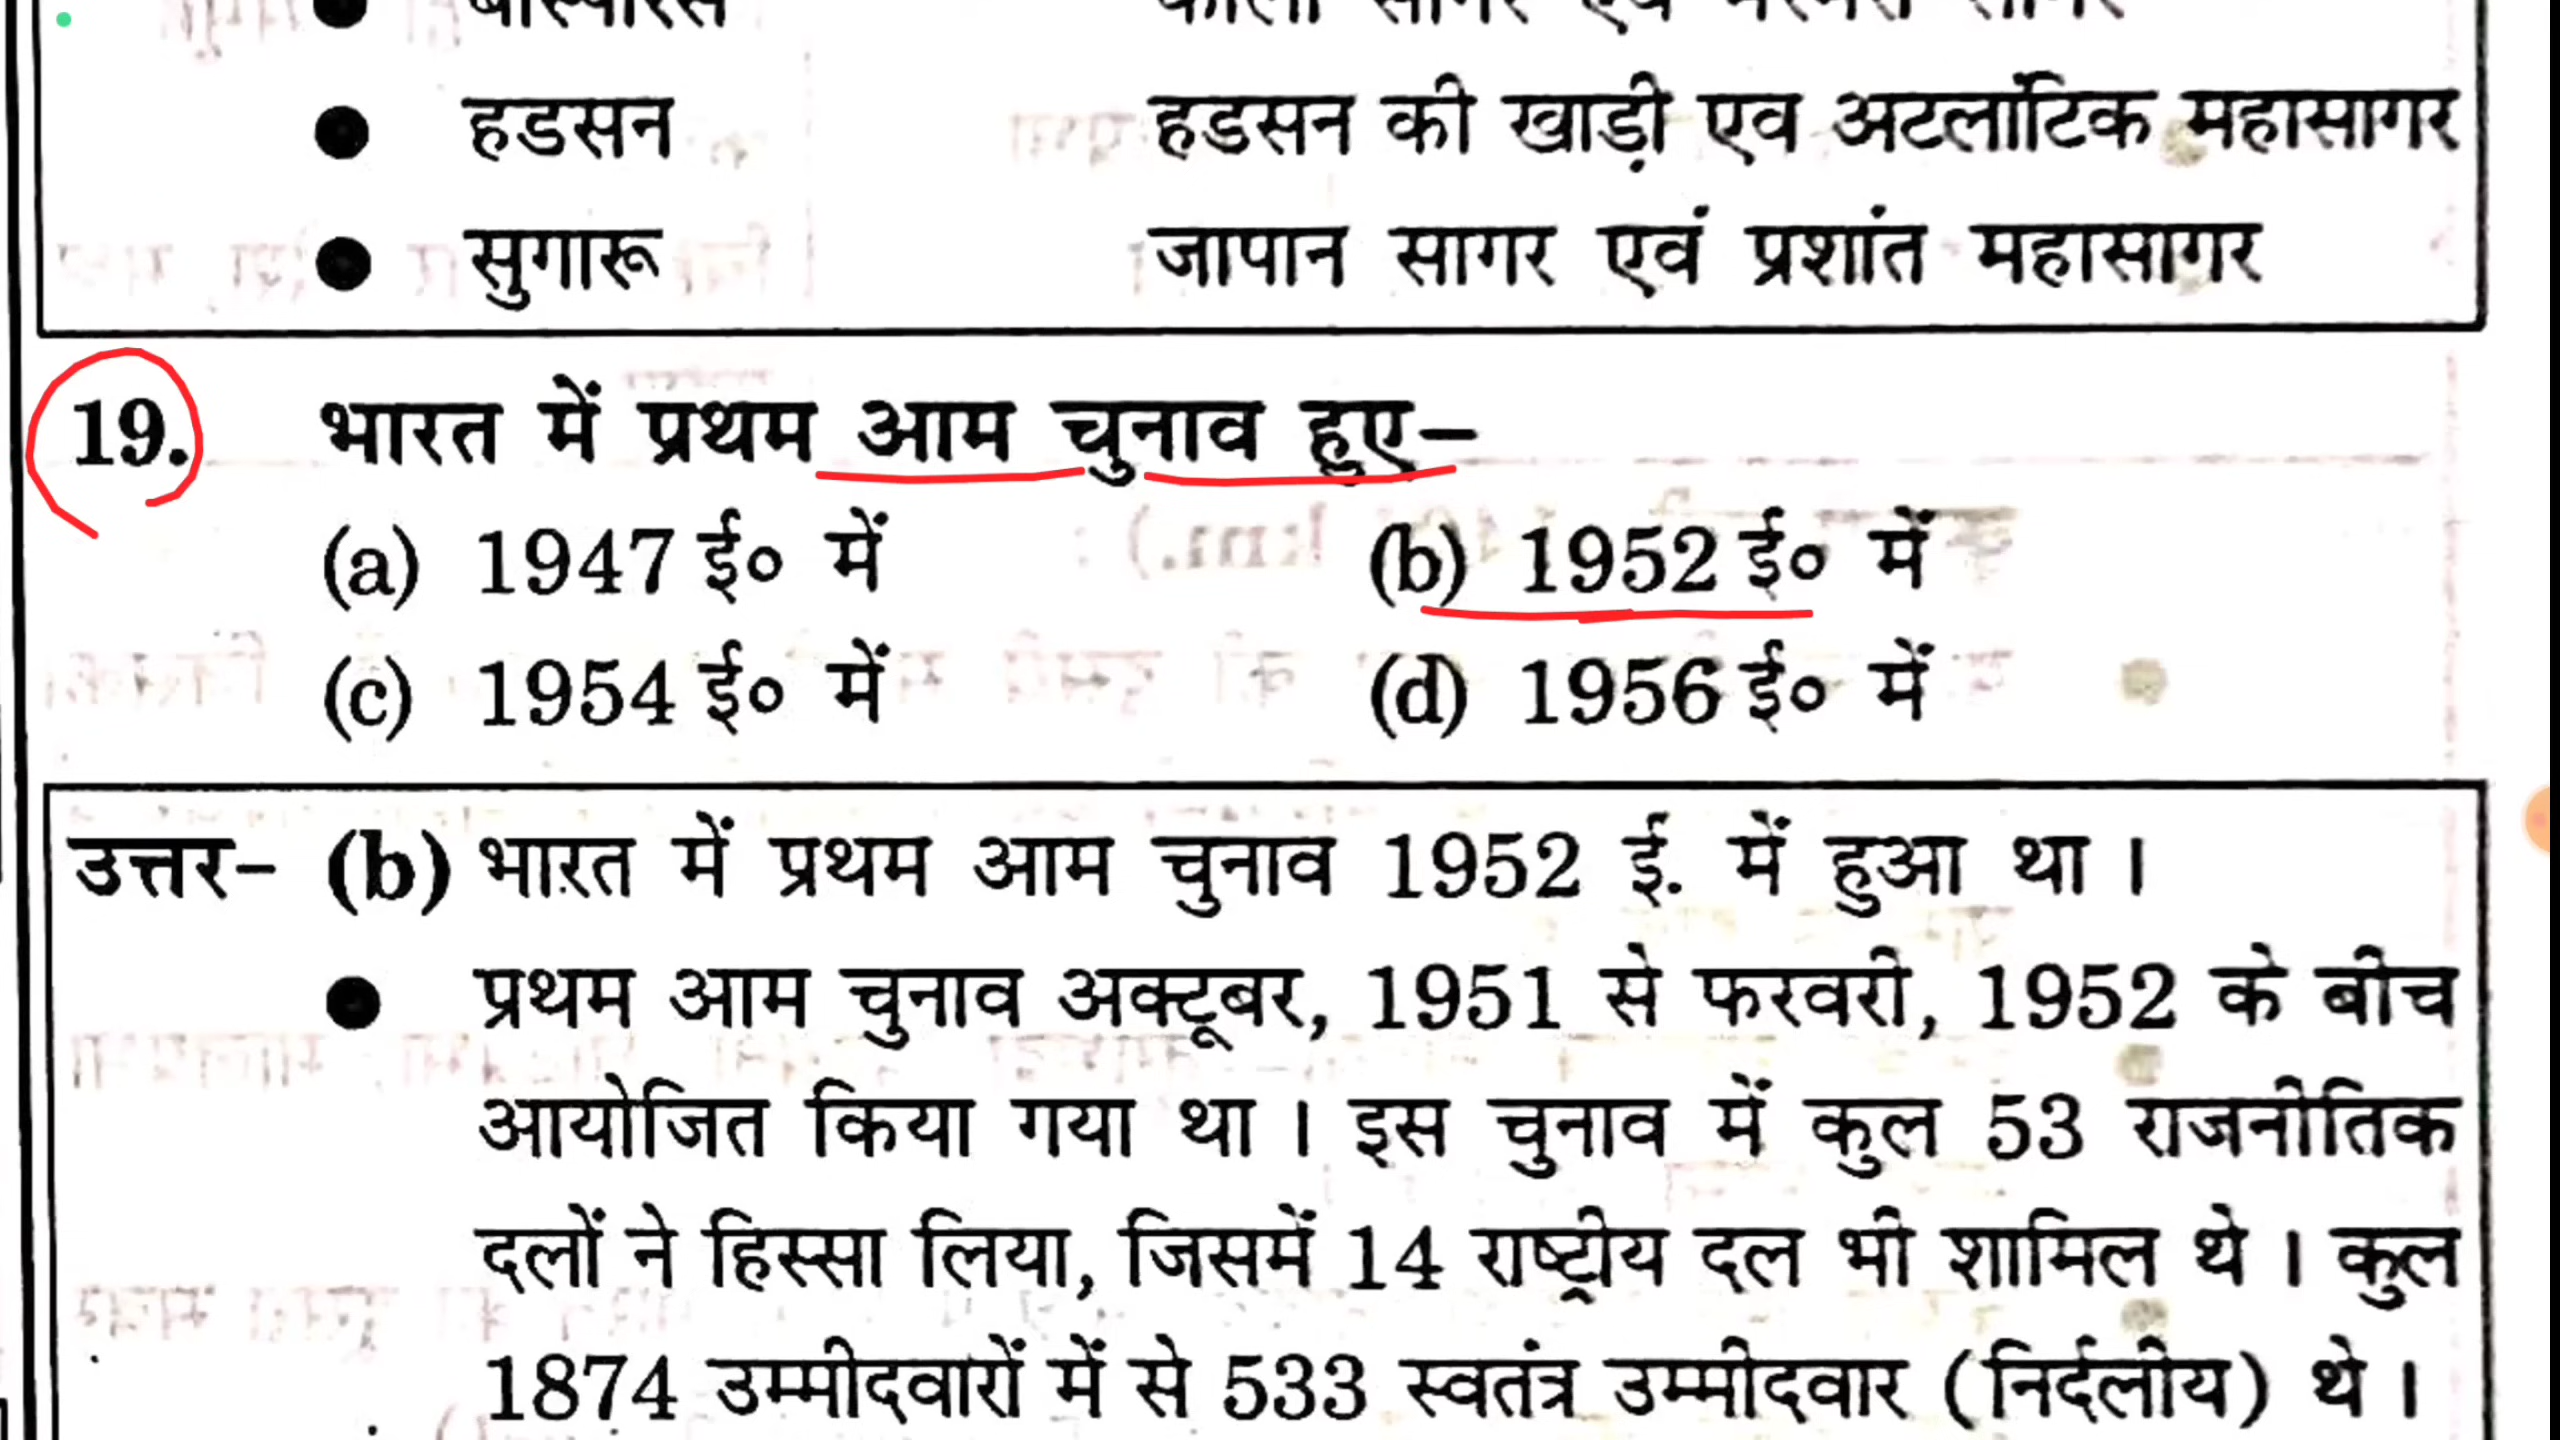 ● हडसन हडसन की खाड़ी एव अटलांटिक महासागर
● सुगारू जापान सागर एवं प्रशांत महासागर
19. भारत में प्रथम आम चुनाव हुए–
(a) 1947 ई० में (b) 1952 ई० में
(c) 1954 ई० में (d) 1956 ई० में
उत्तर– (b) भारत में प्रथम आम चुनाव 1952 ई. में हुआ था।
● प्रथम आम चुनाव अक्टूबर, 1951 से फरवरी, 1952 के बीच
आयोजित किया गया था। इस चुनाव में कुल 53 राजनीतिक
दलों ने हिस्सा लिया, जिसमें 14 राष्ट्रीय दल भी शामिल थे। कुल
1874 उम्मीदवारों में से 533 स्वतंत्र उम्मीदवार (निर्दलीय) थे।